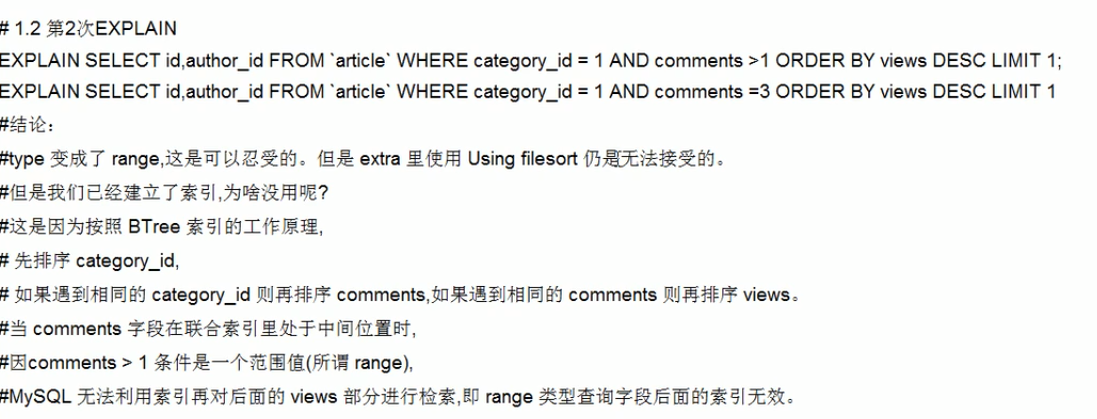 # 1.2 第2次EXPLAIN
EXPLAIN SELECT id,author_id FROM `article` WHERE category_id = 1 AND comments >1 ORDER BY views DESC LIMIT 1;
EXPLAIN SELECT id,author_id FROM `article` WHERE category_id = 1 AND comments =3 ORDER BY views DESC LIMIT 1
#结论：
#type 变成了 range,这是可以忍受的。但是 extra 里使用 Using filesort 仍是无法接受的。
#但是我们已经建立了索引,为啥没用呢?
#这是因为按照 BTree 索引的工作原理,
# 先排序 category_id,
# 如果遇到相同的 category_id 则再排序 comments,如果遇到相同的 comments 则再排序 views。
#当 comments 字段在联合索引里处于中间位置时,
#因comments > 1 条件是一个范围值(所谓 range),
#MySQL 无法利用索引再对后面的 views 部分进行检索,即 range 类型查询字段后面的索引无效。